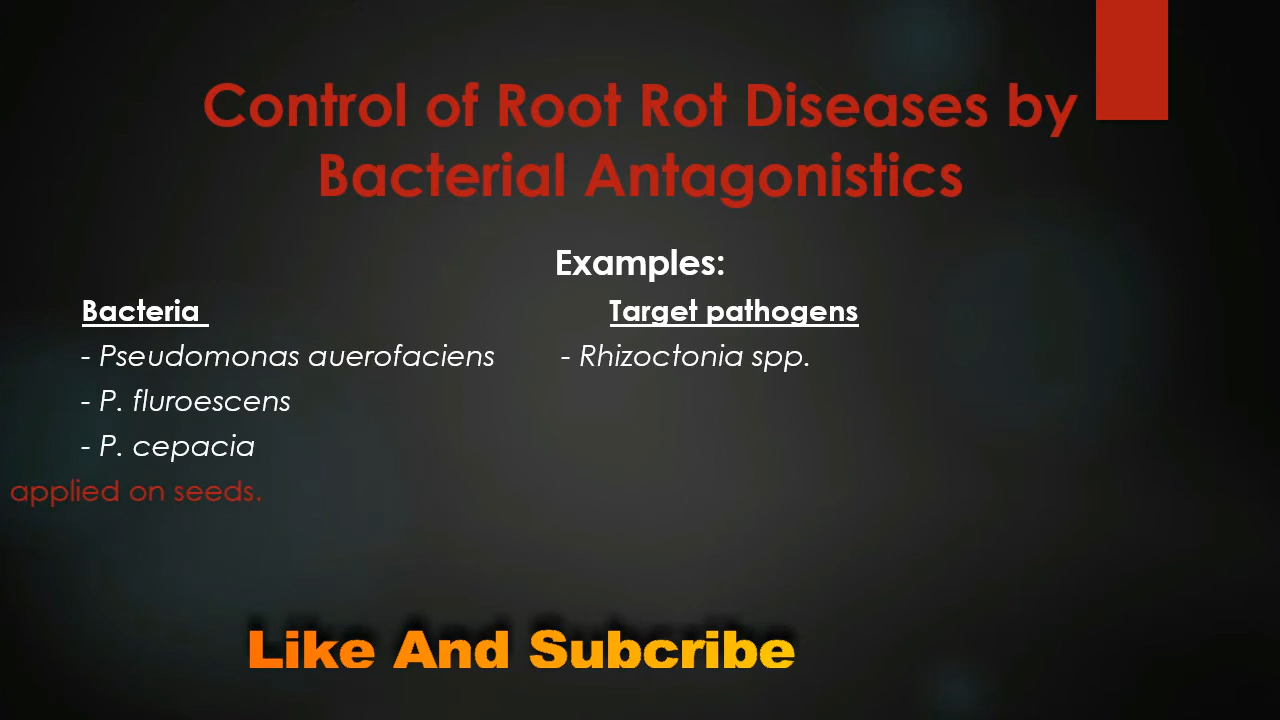 Control of Root Rot Diseases by
Bacterial Antagonistics
Examples:
Bacteria Target pathogens
- Pseudomonas auerofaciens - Rhizoctonia spp.
- P. fluroescens
- P. cepacia
applied on seeds.
Like And Subcribe